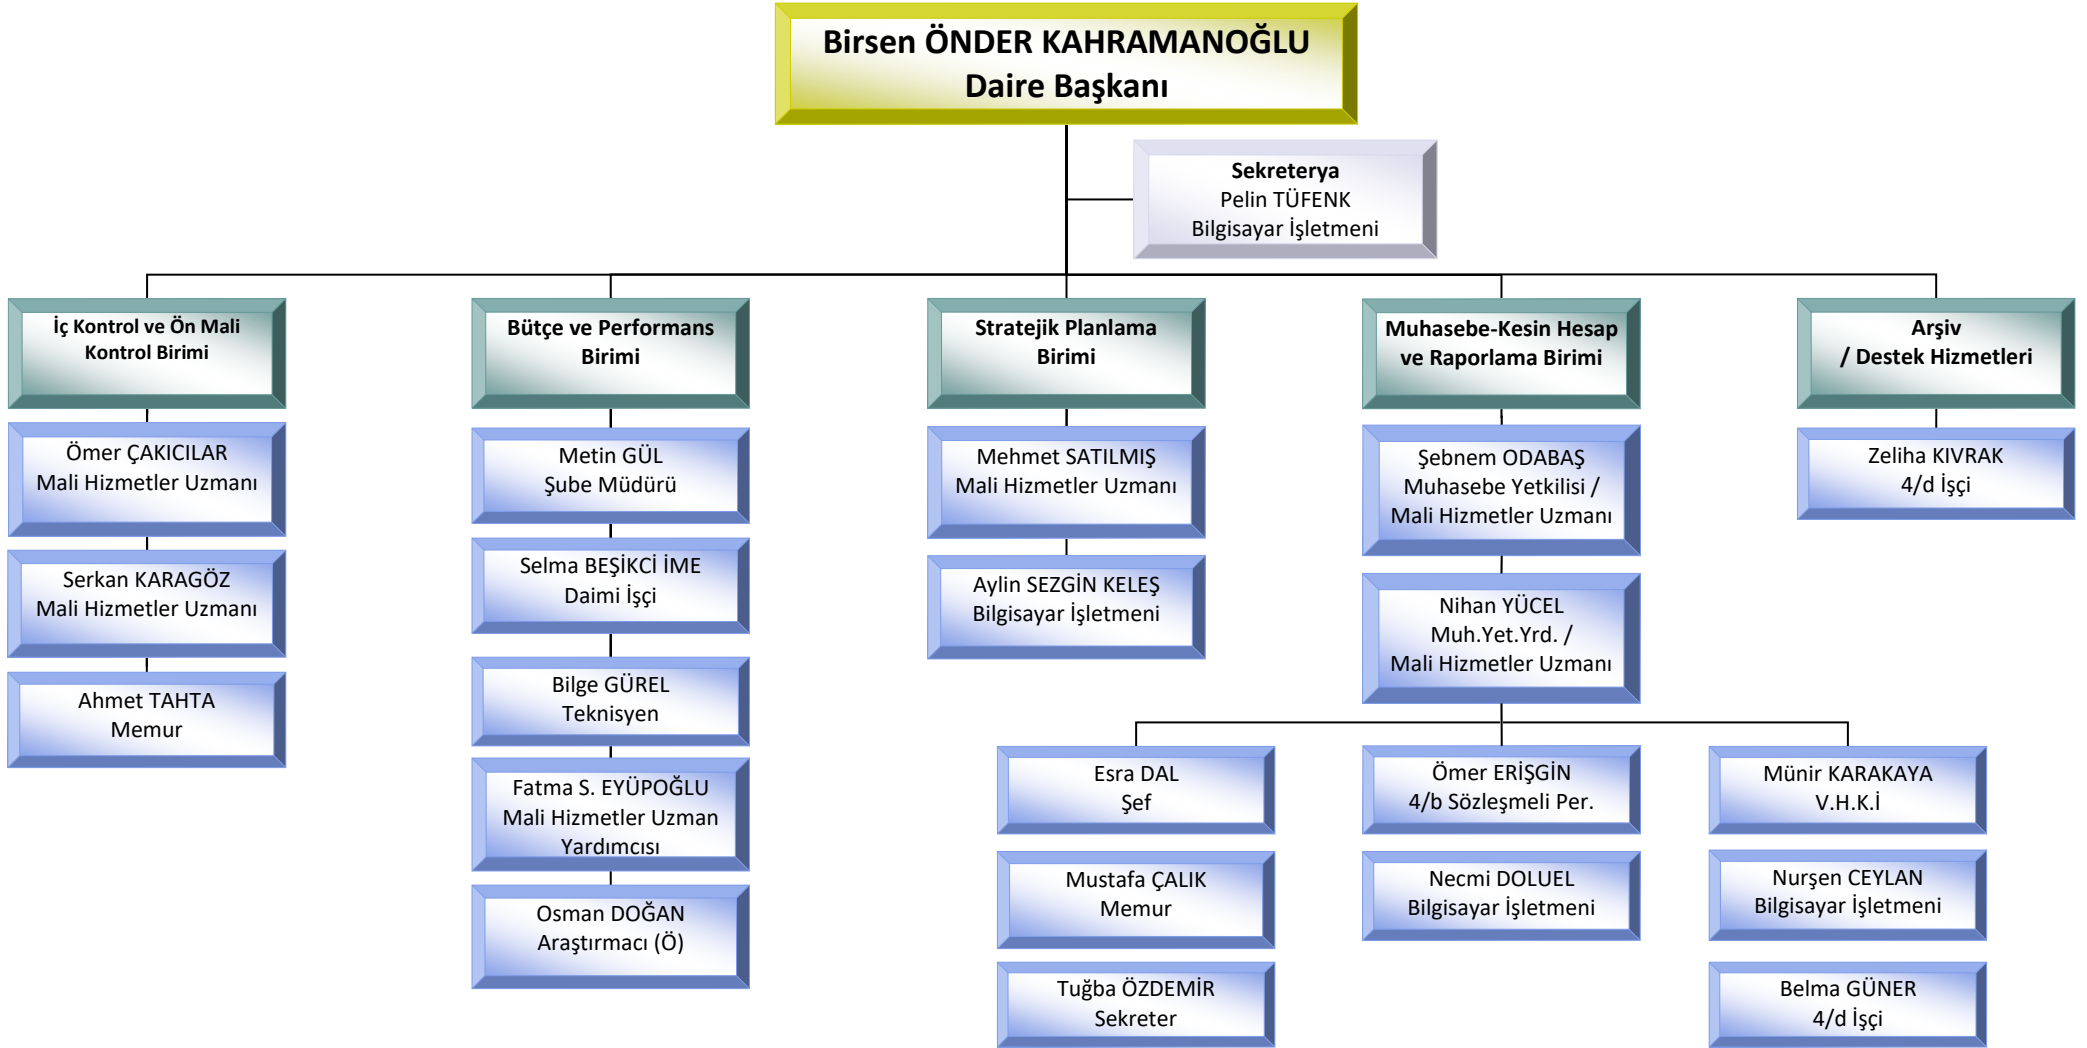 Birsen ÖNDER KAHRAMANOĞLU
Daire Başkanı
Sekreterya
Pelin TÜFENK
Bilgisayar İşletmeni
İç Kontrol ve Ön Mali
Kontrol Birimi
Ömer ÇAKICILAR
Mali Hizmetler Uzmanı
Serkan KARAGÖZ
Mali Hizmetler Uzmanı
Ahmet TAHTA
Memur
Bütçe ve Performans
Birimi
Metin GÜL
Şube Müdürü
Selma BEŞİKCİ İME
Daimi İşçi
Bilge GÜREL
Teknisyen
Fatma S. EYÜPOĞLU
Mali Hizmetler Uzman
Yardımcısı
Osman DOĞAN
Araştırmacı (Ö)
Stratejik Planlama
Birimi
Mehmet SATILMIŞ
Mali Hizmetler Uzmanı
Aylin SEZGİN KELEŞ
Bilgisayar İşletmeni
Muhasebe-Kesin Hesap
ve Raporlama Birimi
Şebnem ODABAŞ
Muhasebe Yetkilisi /
Mali Hizmetler Uzmanı
Nihan YÜCEL
Muh.Yet.Yrd. /
Mali Hizmetler Uzmanı
Esra DAL
Şef
Mustafa ÇALIK
Memur
Tuğba ÖZDEMİR
Sekreter
Ömer ERİŞGİN
4/b Sözleşmeli Per.
Necmi DOLUEL
Bilgisayar İşletmeni
Münir KARAKAYA
V.H.K.İ
Nurşen CEYLAN
Bilgisayar İşletmeni
Belma GÜNER
4/d İşçi
Arşiv
/ Destek Hizmetleri
Zeliha KIVRAK
4/d İşçi